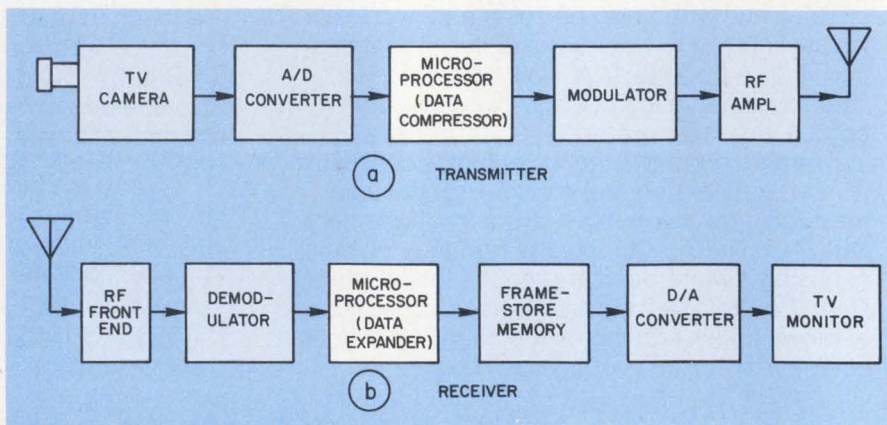 TV
CAMERA
A/D
CONVERTER
MICRO-
PROCESSOR
(DATA
COMPRESSOR)
MODULATOR
RF
AMPL
a TRANSMITTER
RF
FRONT
END
DEMOD-
ULATOR
MICRO-
PROCESSOR
(DATA
EXPANDER)
FRAME-
STORE
MEMORY
D/A
CONVERTER
TV
MONITOR
b RECEIVER